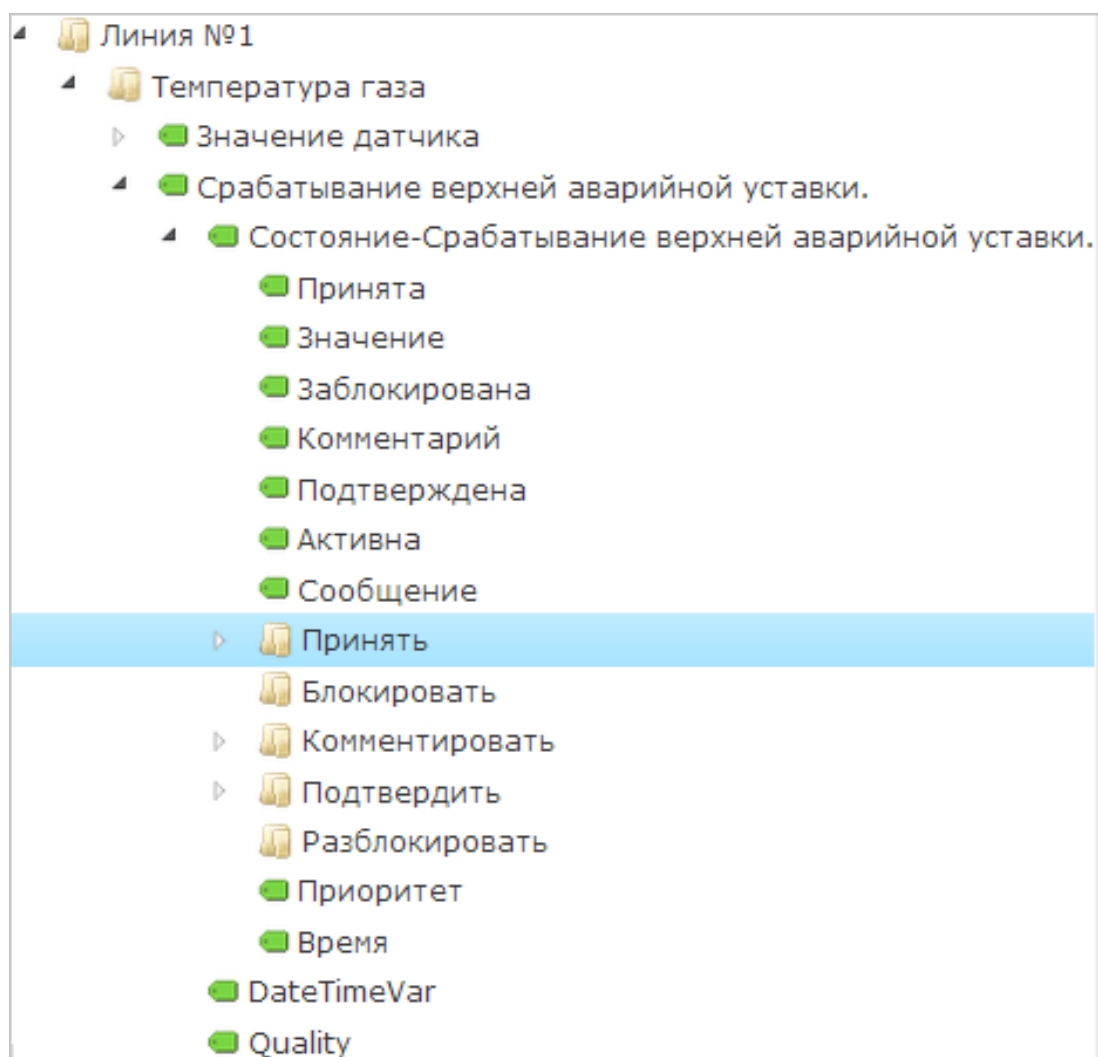 Линия №1
Температура газа
Значение датчика
Срабатывание верхней аварийной уставки.
Состояние-Срабатывание верхней аварийной уставки.
Принята
Значение
Заблокирована
Комментарий
Подтверждена
Активна
Сообщение
Принять
Блокировать
Комментировать
Подтвердить
Разблокировать
Приоритет
Время
DateTimeVar
Quality